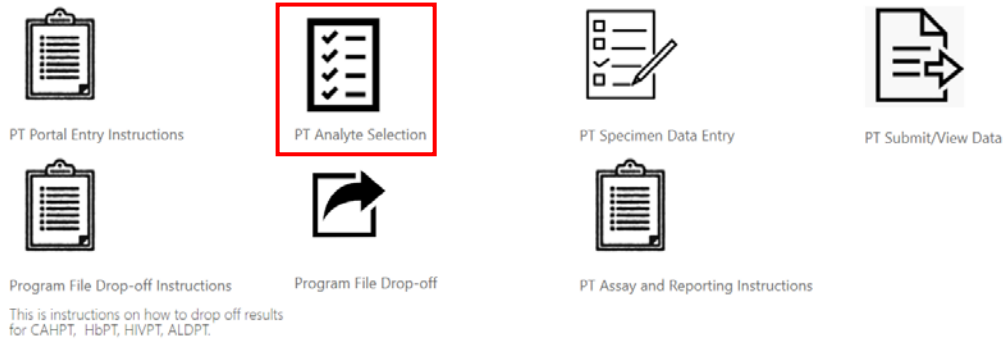 PT Portal Entry Instructions
PT Analyte Selection
PT Specimen Data Entry
PT Submit/View Data
Program File Drop-off Instructions
This is instructions on how to drop off results
for CAHPT, HbPT, HIVPT, ALDPT.
Program File Drop-off
PT Assay and Reporting Instructions